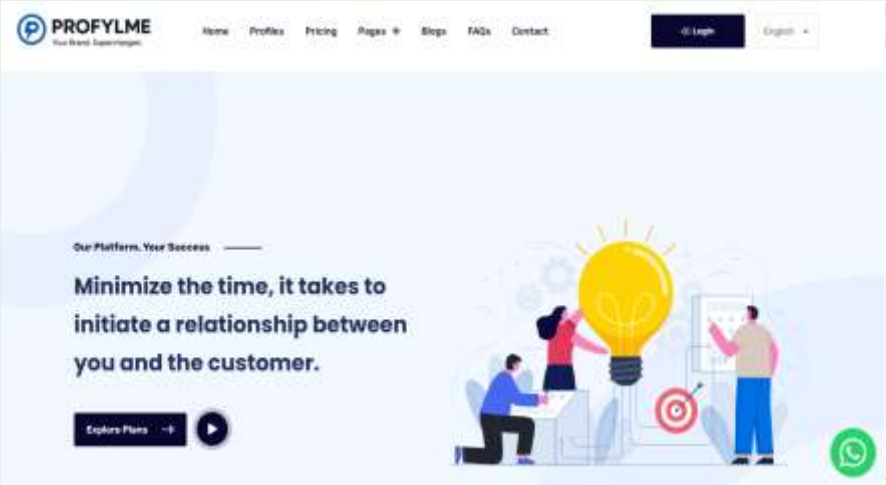 PROFYLME
Your Brand. Supercharged.
Home Profiles Pricing Pages + Blogs FAQs Contact
Login
English
Our Platform. Your Success
Minimize the time, it takes to
initiate a relationship between
you and the customer.
Explore Plans